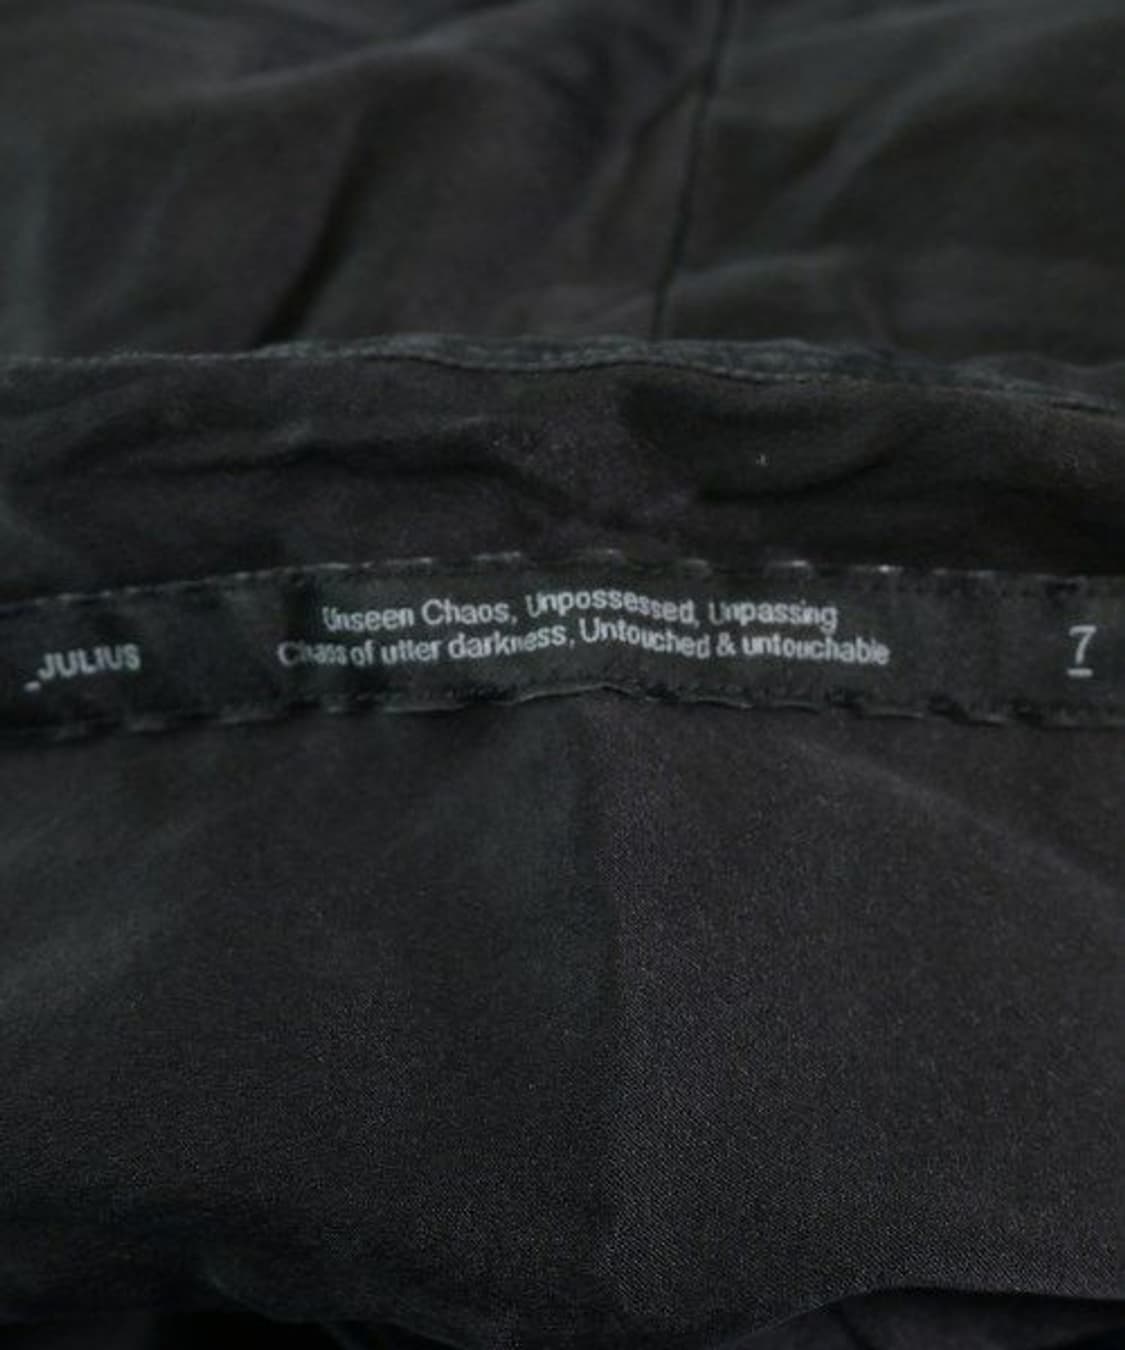 _JULIUS
Unseen Chaos, Unpossessed, Unpassing
Chaos of utter darkness, Untouched & untouchable
7